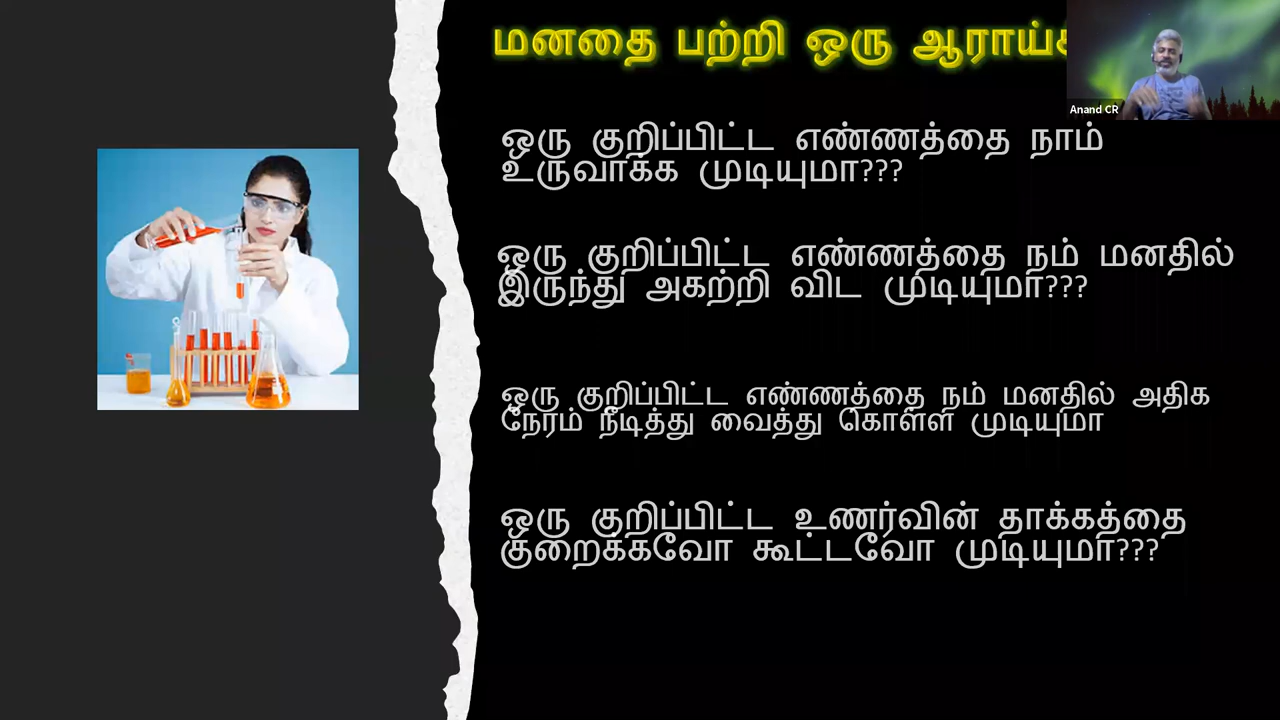 மனதை பற்றி ஒரு
Anand CR
ஒரு குறிப்பிட்ட எண்ணத்தை நாம்
உருவாக்க முடியுமா???
ஒரு குறிப்பிட்ட எண்ணத்தை நம் மனதில்
இருந்து அகற்றி விட முடியுமா???
ஒரு குறிப்பிட்ட எண்ணத்தை நம் மனதில் அதிக
நேரம் நீடித்து வைத்து கொள்ள முடியுமா
ஒரு குறிப்பிட்ட உணர்வின் தாக்கத்தை
குறைக்கவோ கூட்டவோ முடியுமா???